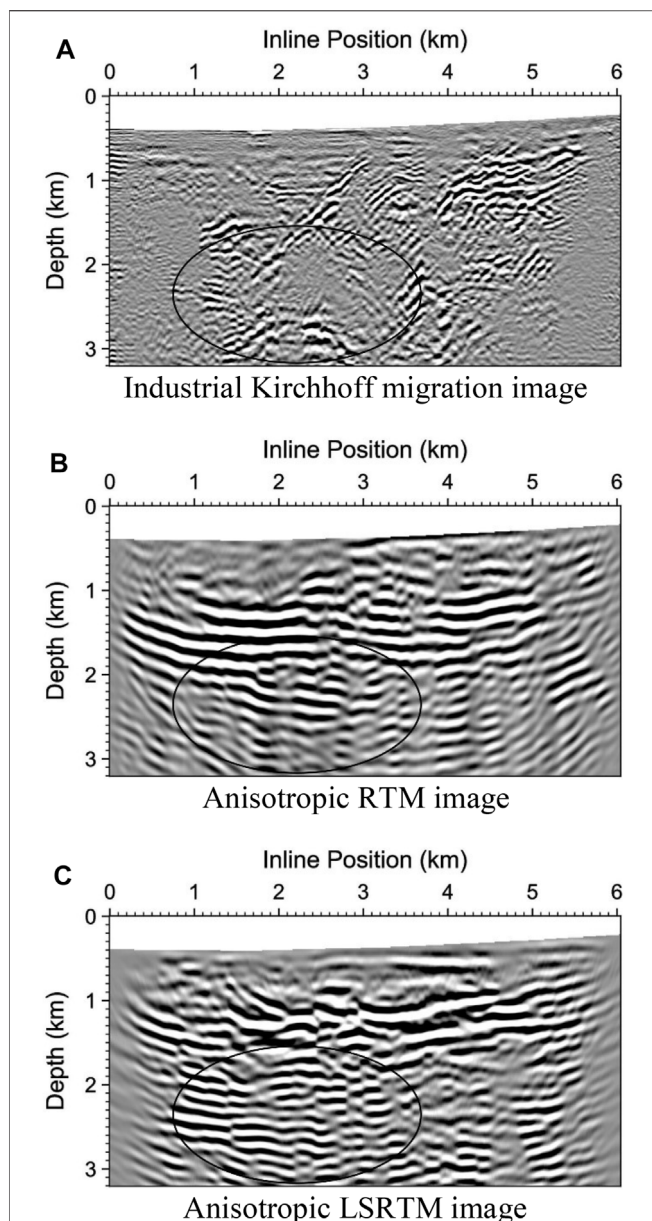 A
Inline Position (km)
0 1 2 3 4 5 6
0
1
2
3
Depth (km)
Industrial Kirchhoff migration image
B
Inline Position (km)
0 1 2 3 4 5 6
0
1
2
3
Depth (km)
Anisotropic RTM image
C
Inline Position (km)
0 1 2 3 4 5 6
0
1
2
3
Depth (km)
Anisotropic LSRTM image